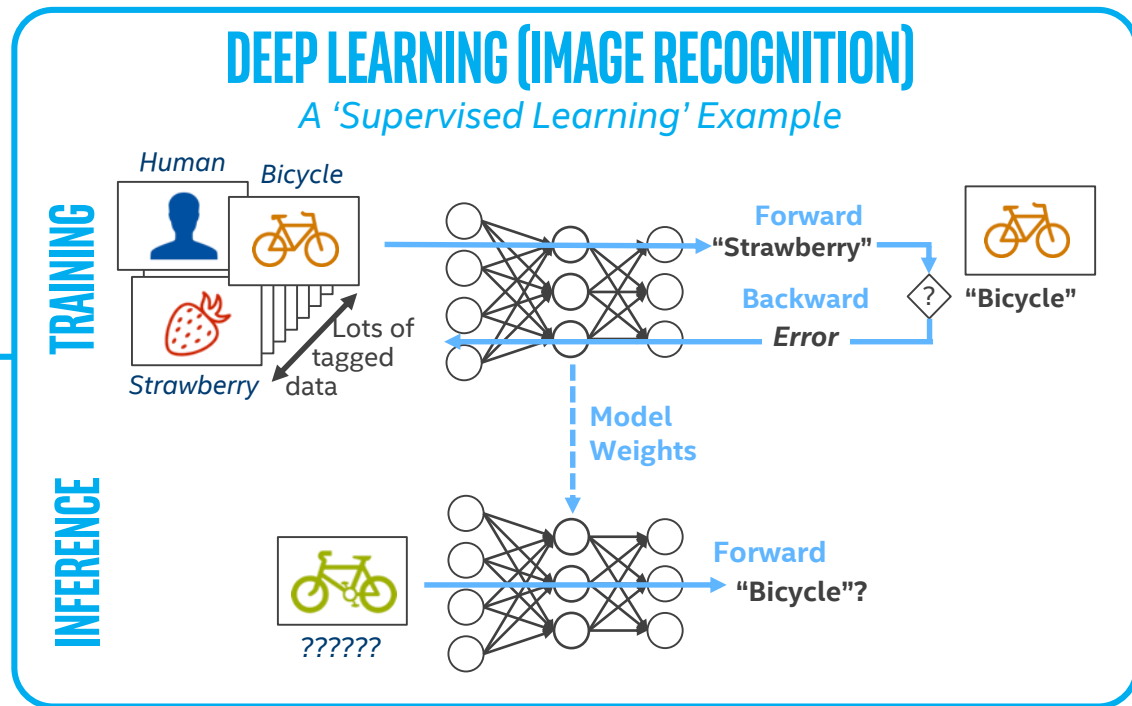 DEEP LEARNING (IMAGE RECOGNITION)
A ‘Supervised Learning’ Example
TRAINING
Human
Bicycle
Strawberry
Lots of
tagged
data
Forward
“Strawberry”
Backward
Error
?
“Bicycle”
Model
Weights
INFERENCE
??????
Forward
“Bicycle”?